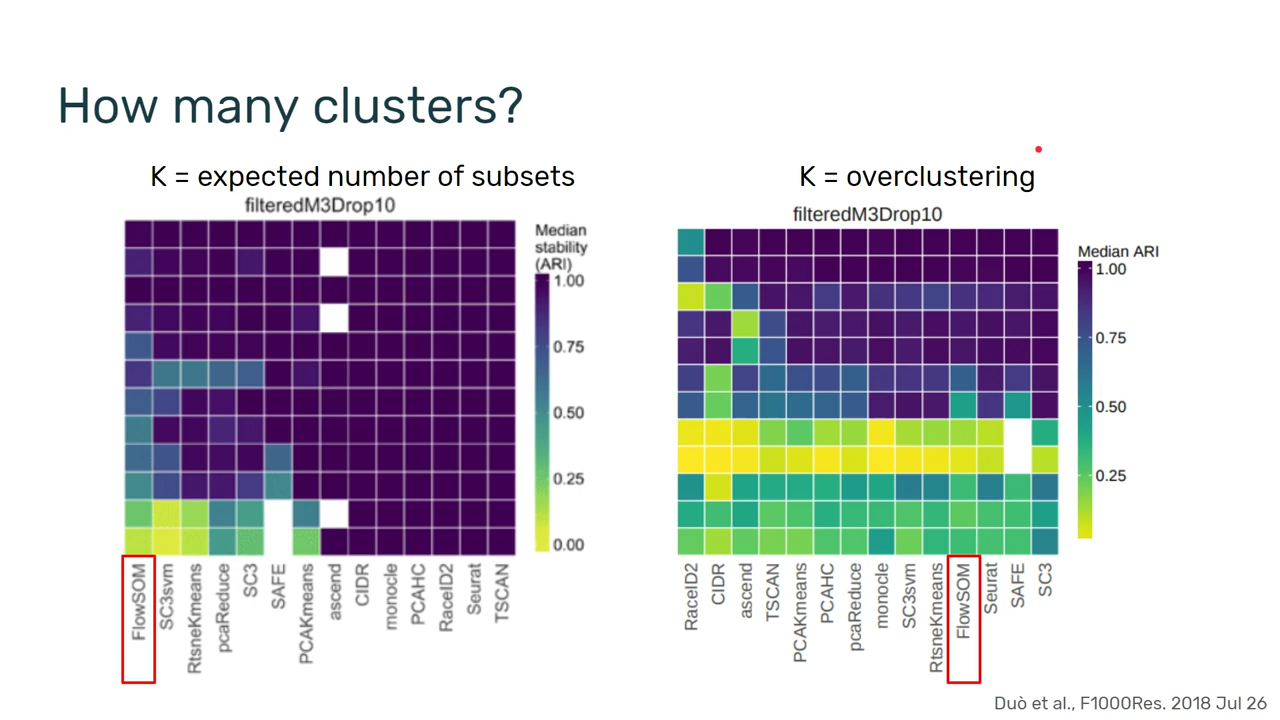 How many clusters?
K = expected number of subsets
filteredM3Drop10
Median
stability
(ARI)
1.00
0.75
0.50
0.25
0.00
FlowSOM
SC3svm
RtsneKmeans
pcaReduce
SC3
SAFE
PCAKmeans
ascend
CIDR
monocle
PCAHC
RaceID2
Seurat
TSCAN
K = overclustering
filteredM3Drop10
Median ARI
1.00
0.75
0.50
0.25
RaceID2
CIDR
ascend
TSCAN
PCAKmeans
PCAHC
pcaReduce
monocle
SC3svm
RtsneKmeans
FlowSOM
Seurat
SAFE
SC3
Duò et al., F1000Res. 2018 Jul 26